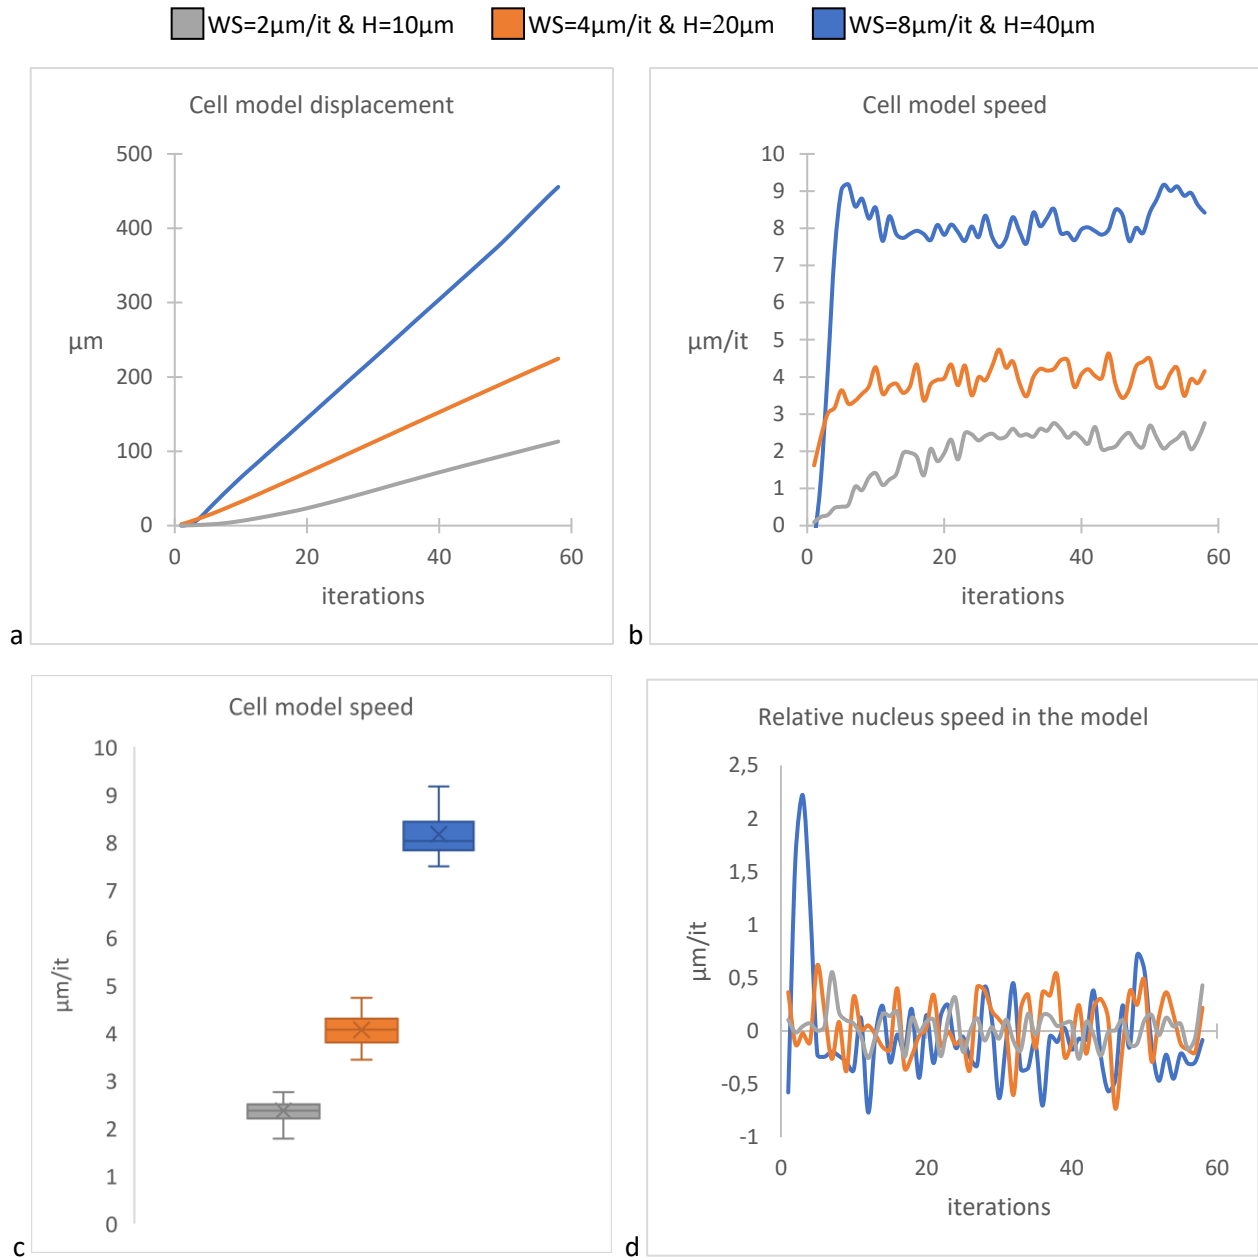 WS=2µm/it & H=10µm WS=4µm/it & H=20µm WS=8µm/it & H=40µm
Cell model displacement
500
400
300
200
100
0
µm
0 20 40 60
iterations
a
Cell model speed
10
9
8
7
6
5
4
3
2
1
0
µm/it
0 20 40 60
iterations
b
Cell model speed
10
9
8
7
6
5
4
3
2
1
0
µm/it
c
Relative nucleus speed in the model
2,5
2
1,5
1
0,5
0
-0,5
-1
µm/it
0 20 40 60
iterations
d